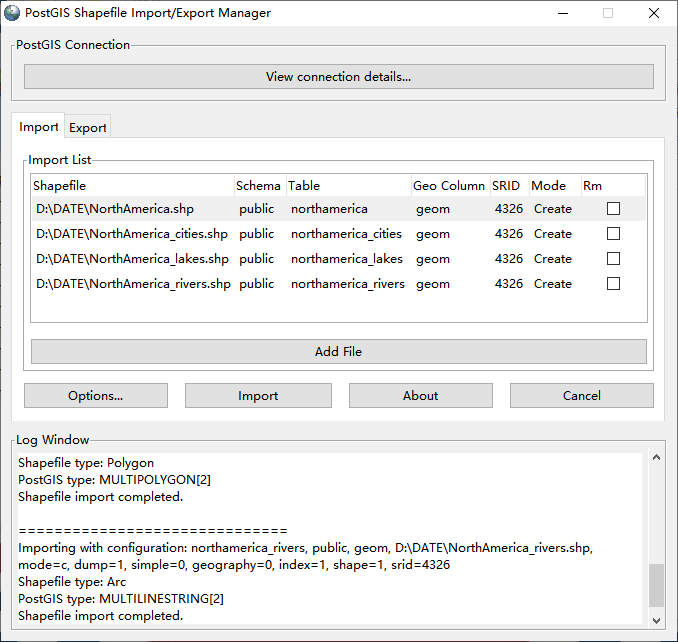 PostGIS Shapefile Import/Export Manager
PostGIS Connection
View connection details...
Import Export
Import List
Shapefile Schema Table Geo Column SRID Mode Rm
D:\DATE\NorthAmerica.shp public northamerica geom 4326 Create
D:\DATE\NorthAmerica_cities.shp public northamerica_cities geom 4326 Create
D:\DATE\NorthAmerica_lakes.shp public northamerica_lakes geom 4326 Create
D:\DATE\NorthAmerica_rivers.shp public northamerica_rivers geom 4326 Create
Add File
Options... Import About Cancel
Log Window
Shapefile type: Polygon
PostGIS type: MULTIPOLYGON[2]
Shapefile import completed.
==============================
Importing with configuration: northamerica_rivers, public, geom, D:\DATE\NorthAmerica_rivers.shp,
mode=c, dump=1, simple=0, geography=0, index=1, shape=1, srid=4326
Shapefile type: Arc
PostGIS type: MULTILINESTRING[2]
Shapefile import completed.